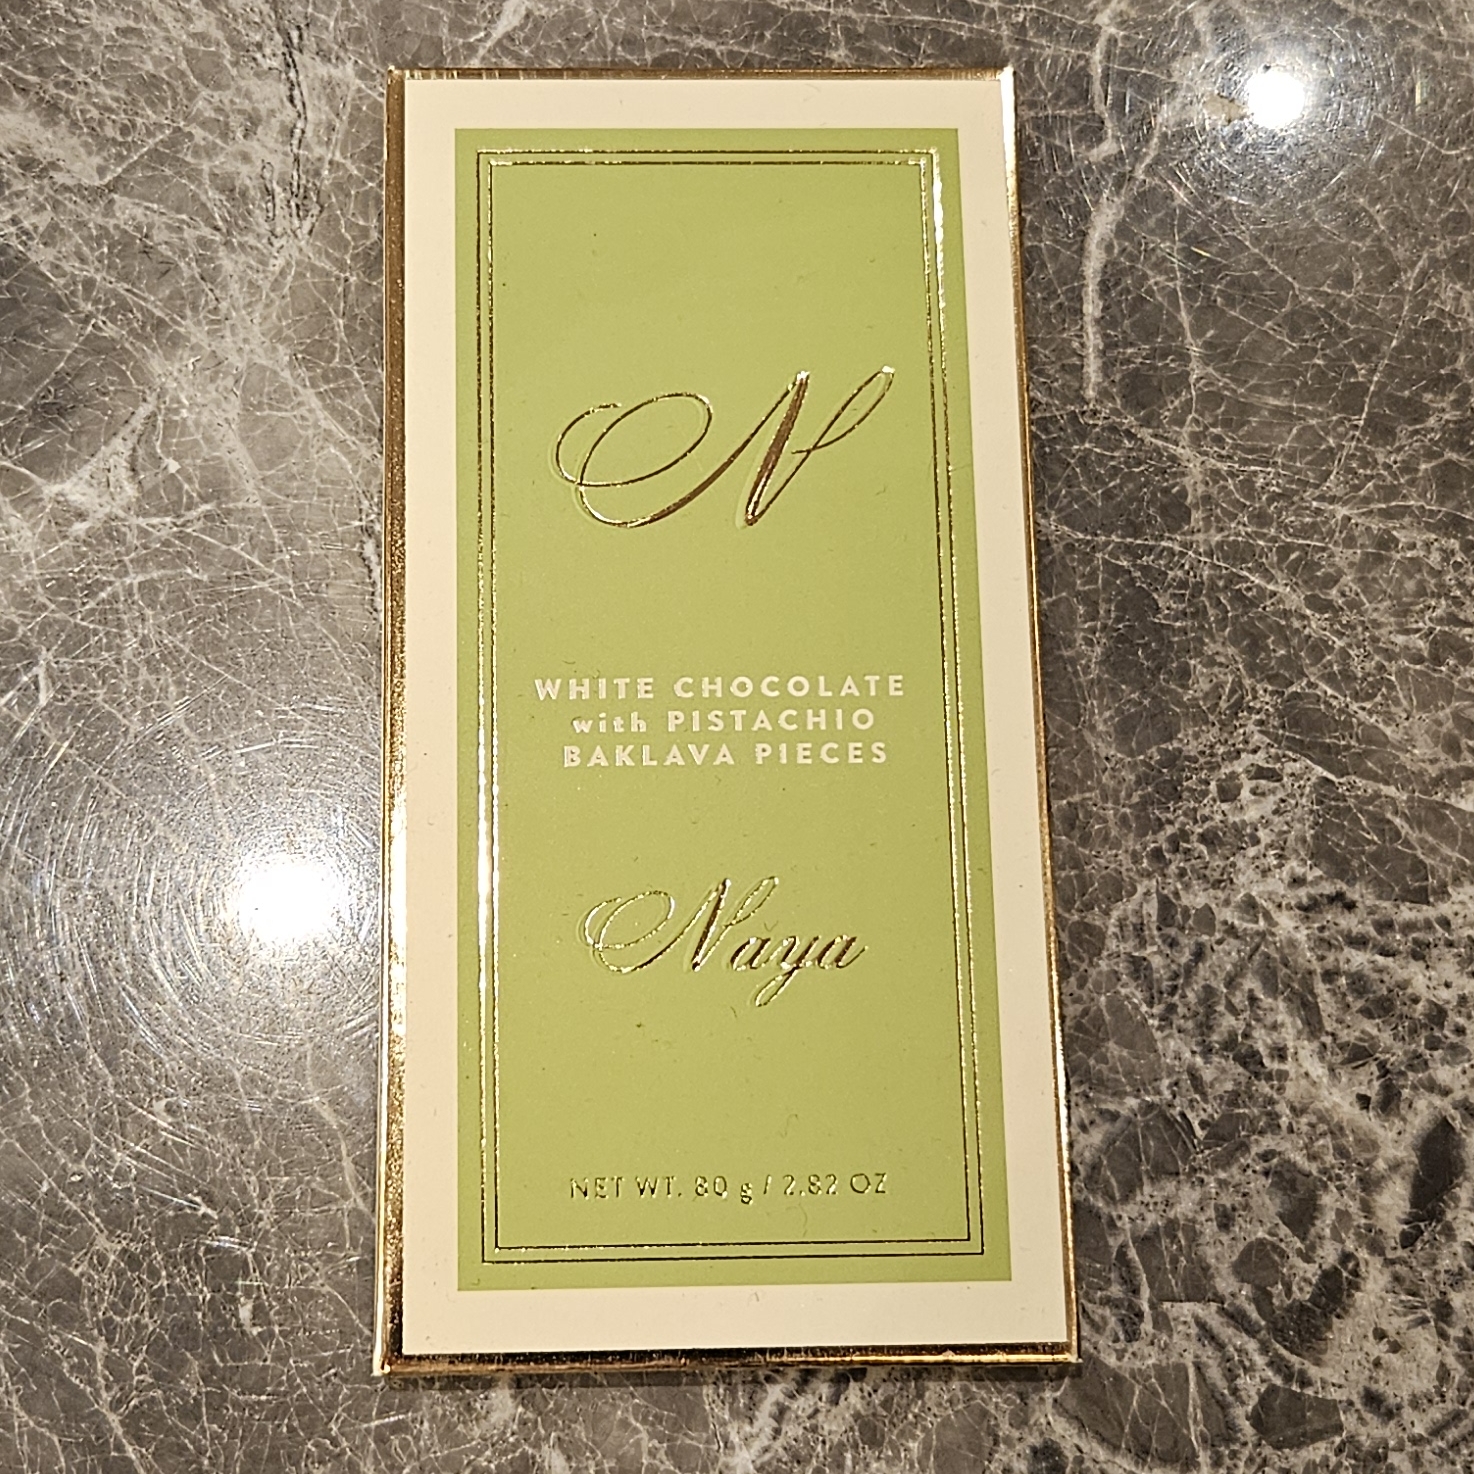 N
WHITE CHOCOLATE
with PISTACHIO
BAKLAVA PIECES
Naya
NET WT. 80 g / 2.82 OZ